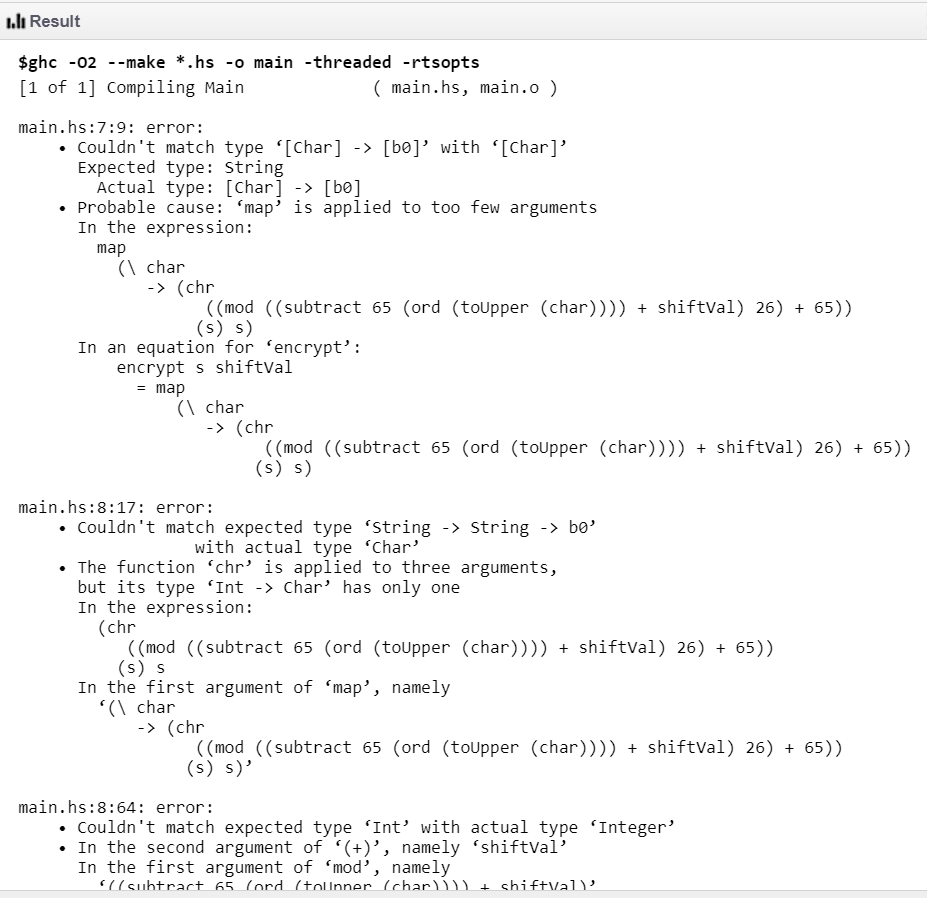 Result
$ghc -O2 --make *.hs -o main -threaded -rtsopts
[1 of 1] Compiling Main             ( main.hs, main.o )
main.hs:7:9: error:
    • Couldn't match type ‘[Char] -> [b0]’ with ‘[Char]’
      Expected type: String
        Actual type: [Char] -> [b0]
    • Probable cause: ‘map’ is applied to too few arguments
      In the expression:
        map
          (\ char
             -> (chr
                   ((mod ((subtract 65 (ord (toUpper (char)))) + shiftVal) 26) + 65))
                  (s) s)
      In an equation for ‘encrypt’:
          encrypt s shiftVal
            = map
                (\ char
                   -> (chr
                         ((mod ((subtract 65 (ord (toUpper (char)))) + shiftVal) 26) + 65))
                        (s) s)
main.hs:8:17: error:
    • Couldn't match expected type ‘String -> String -> b0’
                  with actual type ‘Char’
    • The function ‘chr’ is applied to three arguments,
      but its type ‘Int -> Char’ has only one
      In the expression:
        (chr
           ((mod ((subtract 65 (ord (toUpper (char)))) + shiftVal) 26) + 65))
          (s) s
      In the first argument of ‘map’, namely
        ‘(\ char
            -> (chr
                  ((mod ((subtract 65 (ord (toUpper (char)))) + shiftVal) 26) + 65))
                 (s) s)’
main.hs:8:64: error:
    • Couldn't match expected type ‘Int’ with actual type ‘Integer’
    • In the second argument of ‘(+)’, namely ‘shiftVal’
      In the first argument of ‘mod’, namely
        ‘((subtract 65 (ord (toUpper (char)))) + shiftVal)’